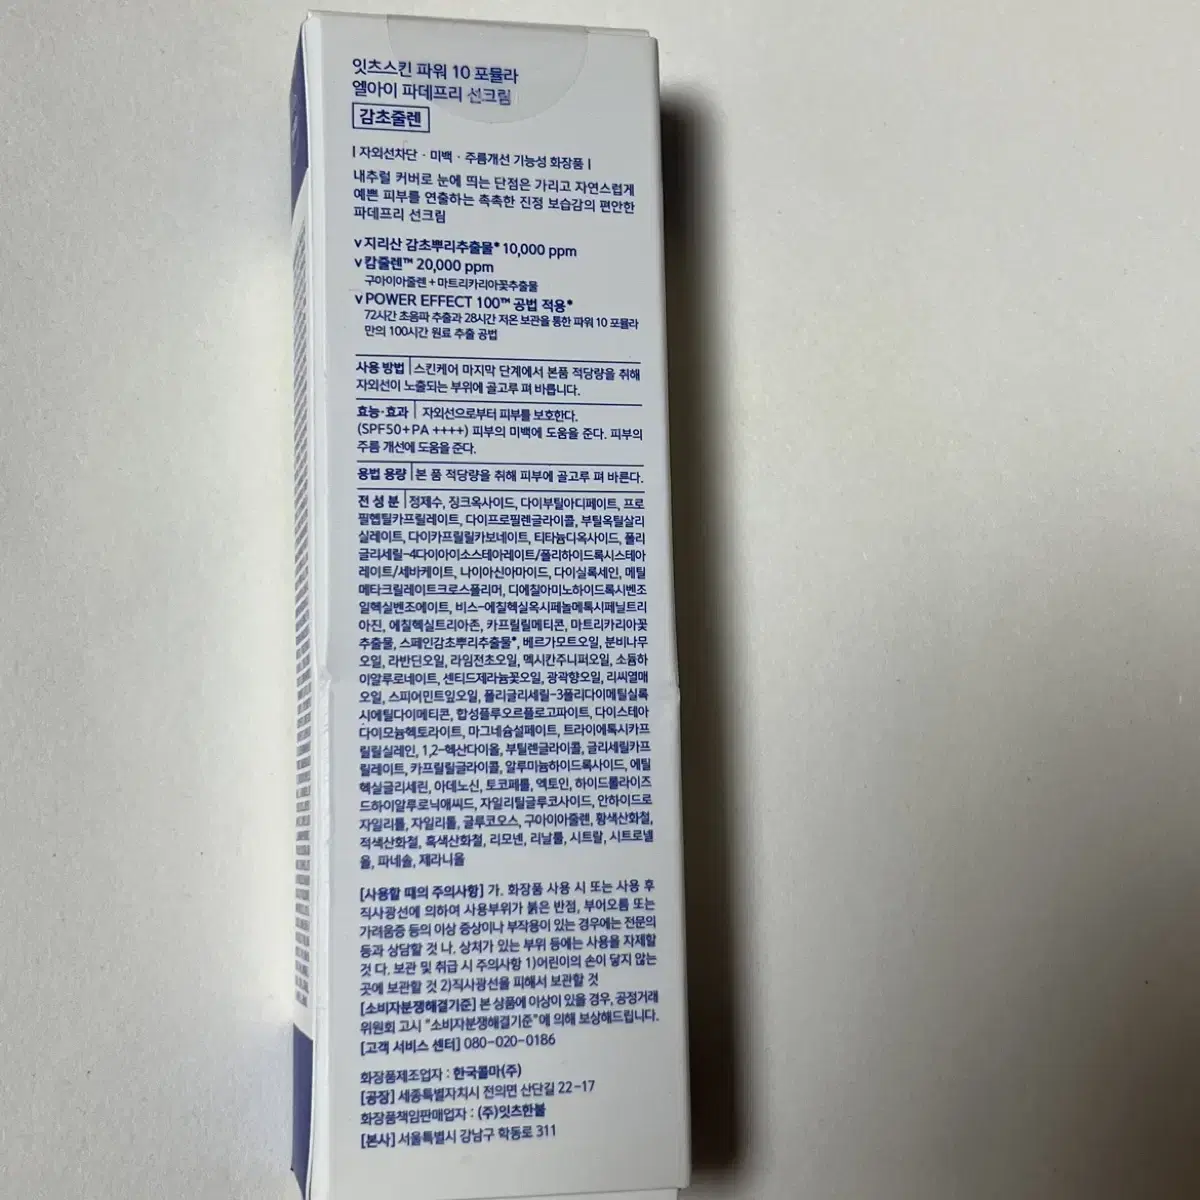 잇츠스킨 파워 10 포뮬라
엘아이 파데프리 선크림
감초줄렌
| 자외선차단 · 미백 · 주름개선 기능성 화장품 |
내추럴 커버로 눈에 띄는 단점은 가리고 자연스럽게
예쁜 피부를 연출하는 촉촉한 진정 보습감의 편안한
파데프리 선크림
v 지리산 감초뿌리추출물* 10,000 ppm
v 캄줄렌™ 20,000 ppm
구아이아줄렌 + 마트리카리아꽃추출물
v POWER EFFECT 100™ 공법 적용*
72시간 초음파 추출과 28시간 저온 보관을 통한 파워 10 포뮬라
만의 100시간 원료 추출 공법
사용 방법 | 스킨케어 마지막 단계에서 본품 적당량을 취해
자외선이 노출되는 부위에 골고루 펴 바릅니다.
효능·효과 | 자외선으로부터 피부를 보호한다.
(SPF50+PA ++++) 피부의 미백에 도움을 준다. 피부의
주름 개선에 도움을 준다.
용법 용량 | 본 품 적당량을 취해 피부에 골고루 펴 바른다.
전 성 분 | 정제수, 징크옥사이드, 다이부틸아디페이트, 프로
필헵틸카프릴레이트, 다이프로필렌글라이콜, 부틸옥틸살리
실레이트, 다이카프릴릴카보네이트, 티타늄디옥사이드, 폴리
글리세릴-4다이아이소스테아레이트/폴리하이드록시스테아
레이트/세바케이트, 나이아신아마이드, 다이실록세인, 메틸
메타크릴레이트크로스폴리머, 디에칠아미노하이드록시벤조
일헥실벤조에이트, 비스-에칠헥실옥시페놀메톡시페닐트리
아진, 에칠헥실트리아존, 카프릴릴메티콘, 마트리카리아꽃
추출물, 스페인감초뿌리추출물*, 베르가모트오일, 분비나무
오일, 라반딘오일, 라임전초오일, 멕시칸주니퍼오일, 소듐하
이알루로네이트, 센티드제라늄꽃오일, 광곽향오일, 리씨열매
오일, 스피어민트잎오일, 폴리글리세릴-3폴리다이메틸실록
시에틸다이메티콘, 합성플루오르플로고파이트, 다이스테아
다이모늄헥토라이트, 마그네슘설페이트, 트라이에톡시카프
릴릴실레인, 1,2-헥산다이올, 부틸렌글라이콜, 글리세릴카프
릴레이트, 카프릴릴글라이콜, 알루미늄하이드록사이드, 에틸
헥실글리세린, 아데노신, 토코페롤, 엑토인, 하이드롤라이즈
드하이알루로닉애씨드, 자일리틸글루코사이드, 안하이드로
자일리톨, 자일리톨, 글루코오스, 구아이아줄렌, 황색산화철,
적색산화철, 흑색산화철, 리모넨, 리날룰, 시트랄, 시트로넬
올, 파네솔, 제라니올
[사용할 때의 주의사항] 가. 화장품 사용 시 또는 사용 후
직사광선에 의하여 사용부위가 붉은 반점, 부어오름 또는
가려움증 등의 이상 증상이나 부작용이 있는 경우에는 전문의
등과 상담할 것 나. 상처가 있는 부위 등에는 사용을 자제할
것 다. 보관 및 취급 시 주의사항 1)어린이의 손이 닿지 않는
곳에 보관할 것 2)직사광선을 피해서 보관할 것
[소비자분쟁해결기준] 본 상품에 이상이 있을 경우, 공정거래
위원회 고시 "소비자분쟁해결기준"에 의해 보상해드립니다.
[고객 서비스 센터] 080-020-0186
화장품제조업자 : 한국콜마(주)
[공장] 세종특별자치시 전의면 산단길 22-17
화장품책임판매업자 : (주)잇츠한불
[본사] 서울특별시 강남구 학동로 311